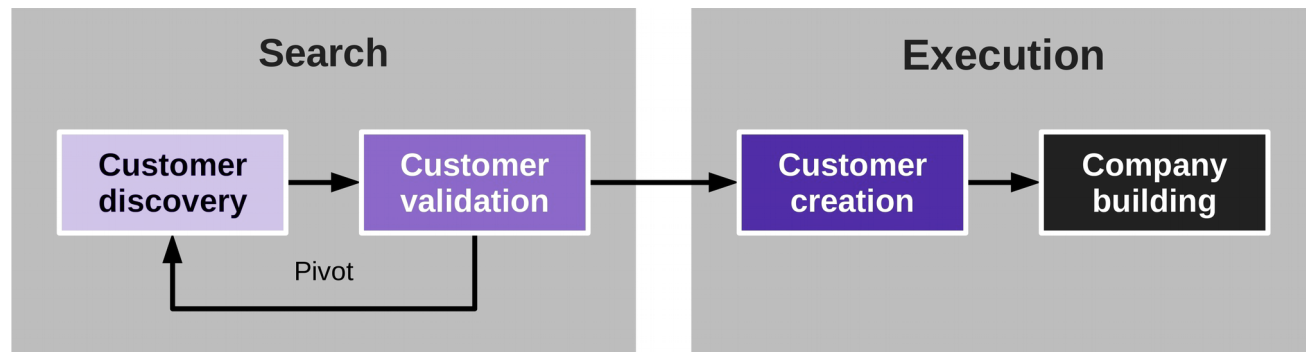 Search
Execution
Customer
discovery
Customer
validation
Customer
creation
Company
building
Pivot